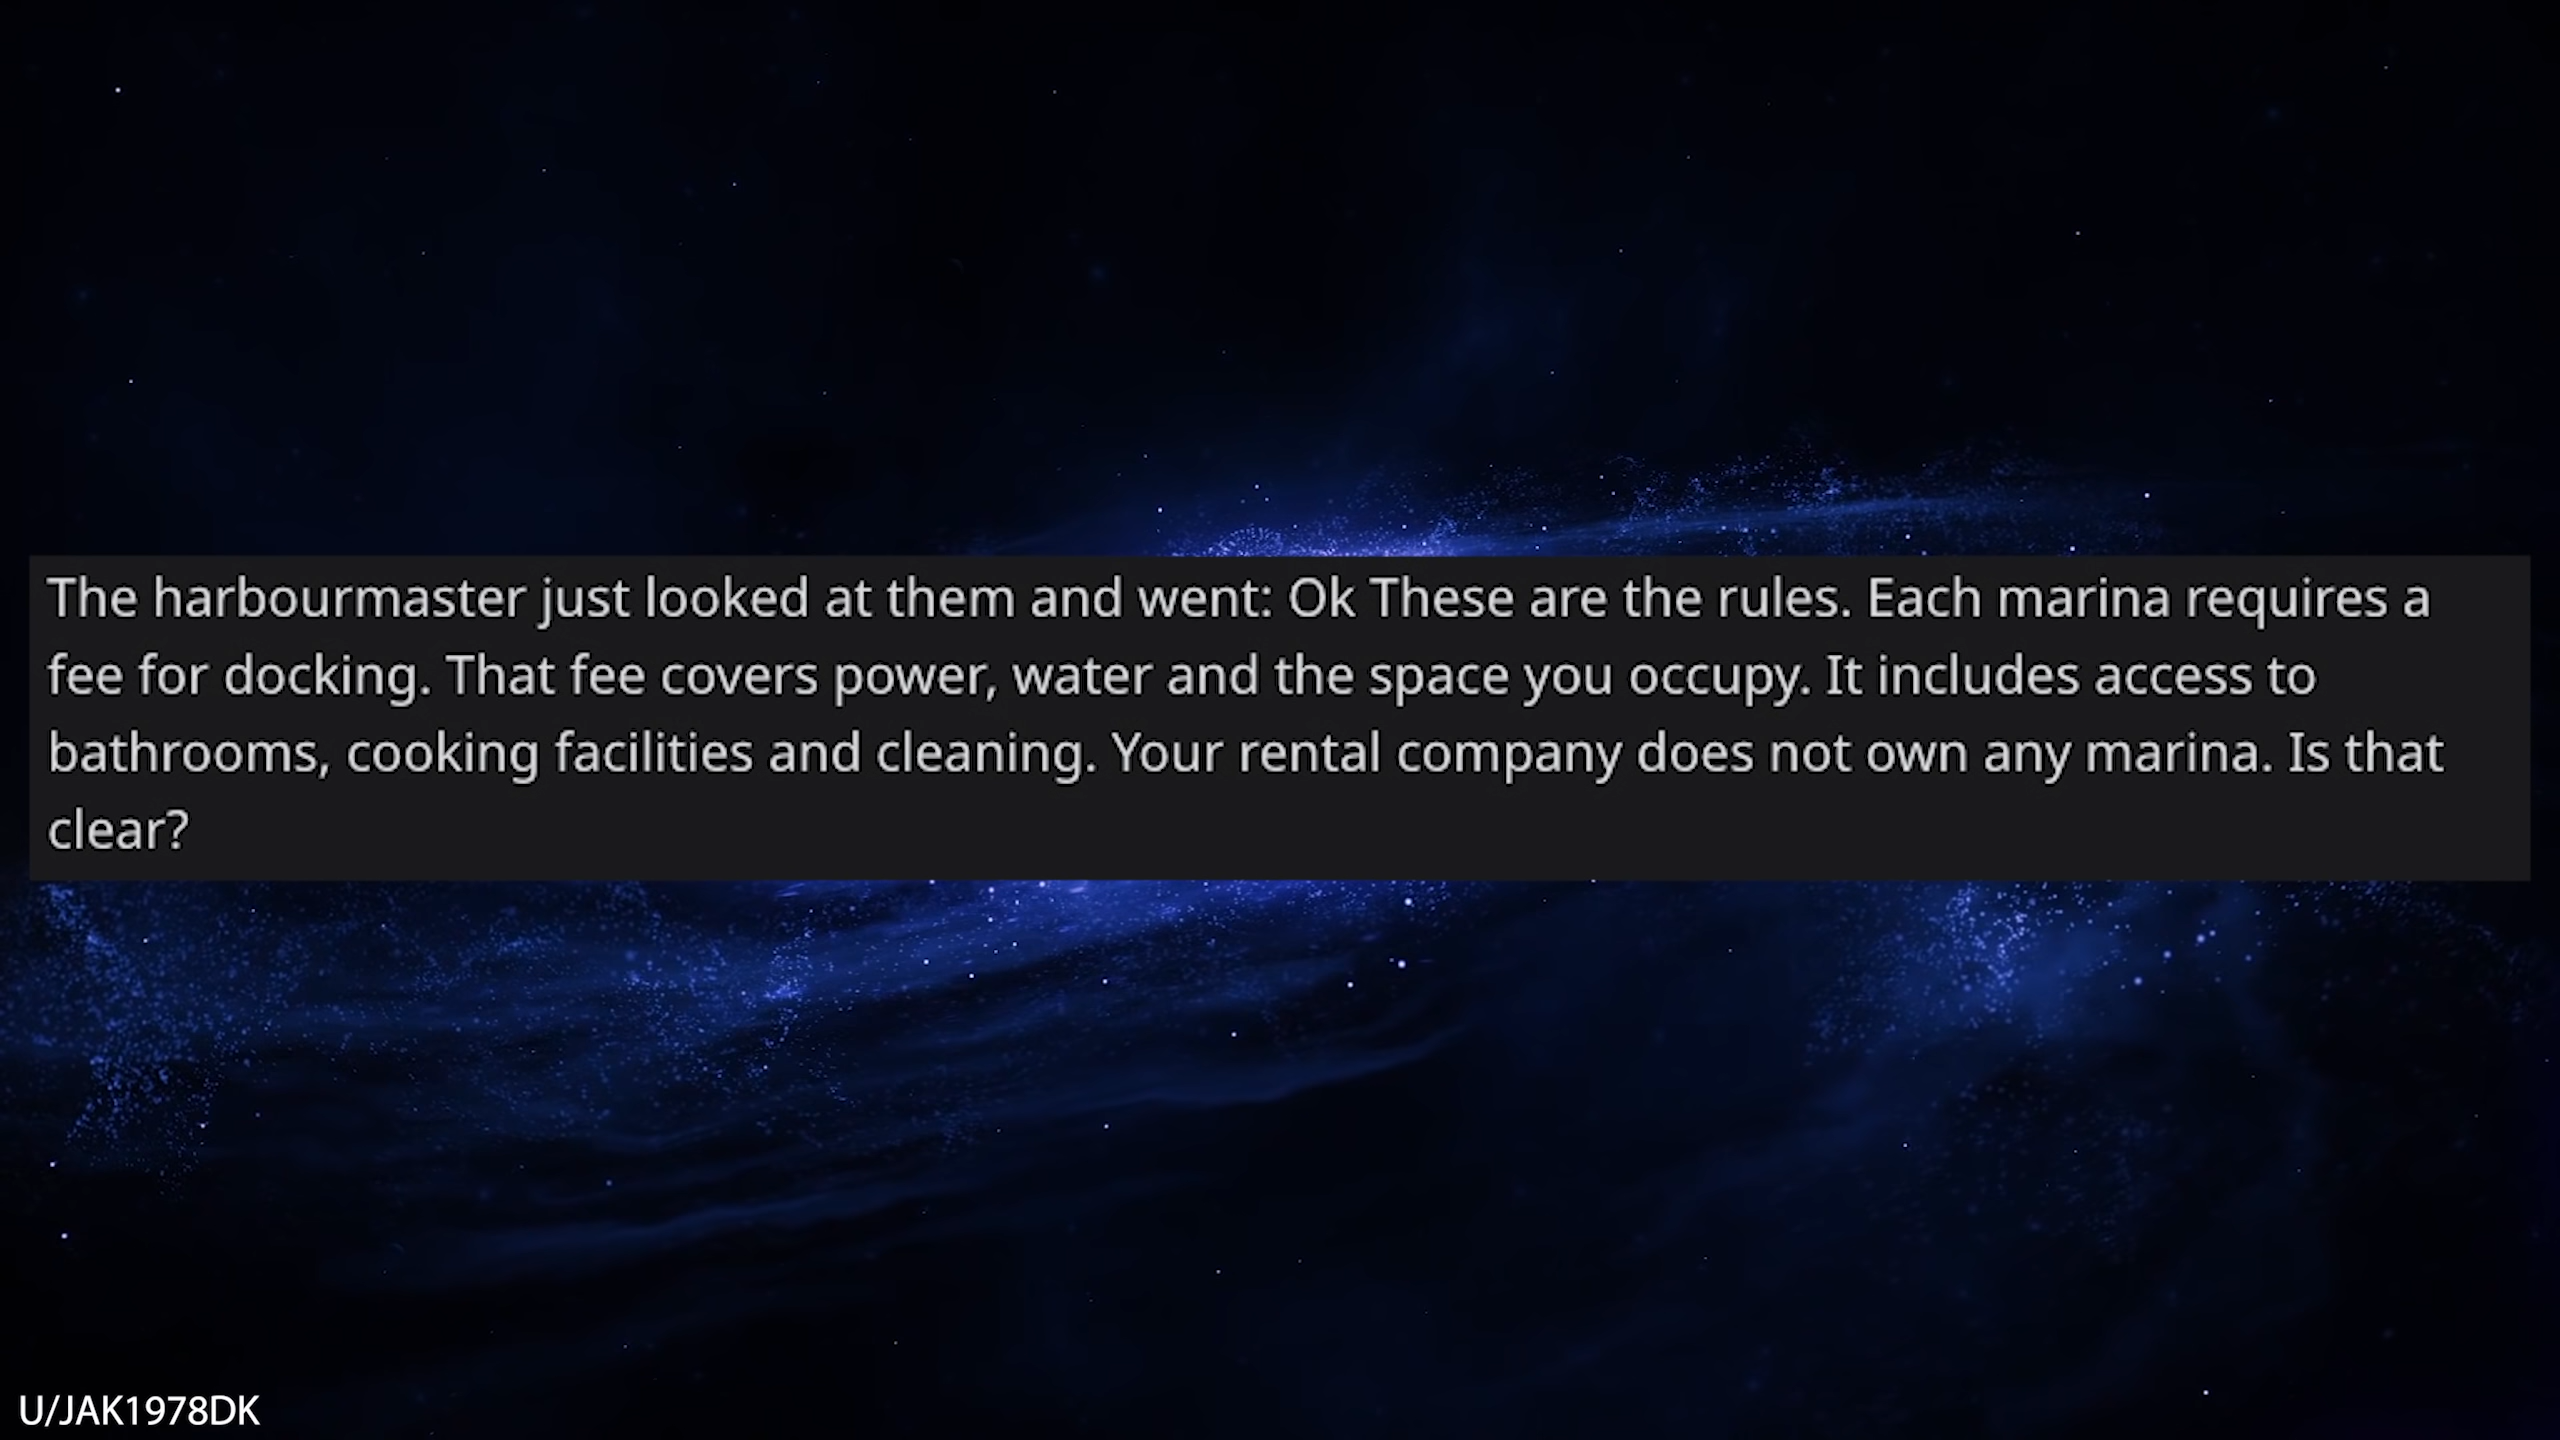 The harbourmaster just looked at them and went: Ok These are the rules. Each marina requires a
fee for docking. That fee covers power, water and the space you occupy. It includes access to
bathrooms, cooking facilities and cleaning. Your rental company does not own any marina. Is that
clear?
U/JAK1978DK